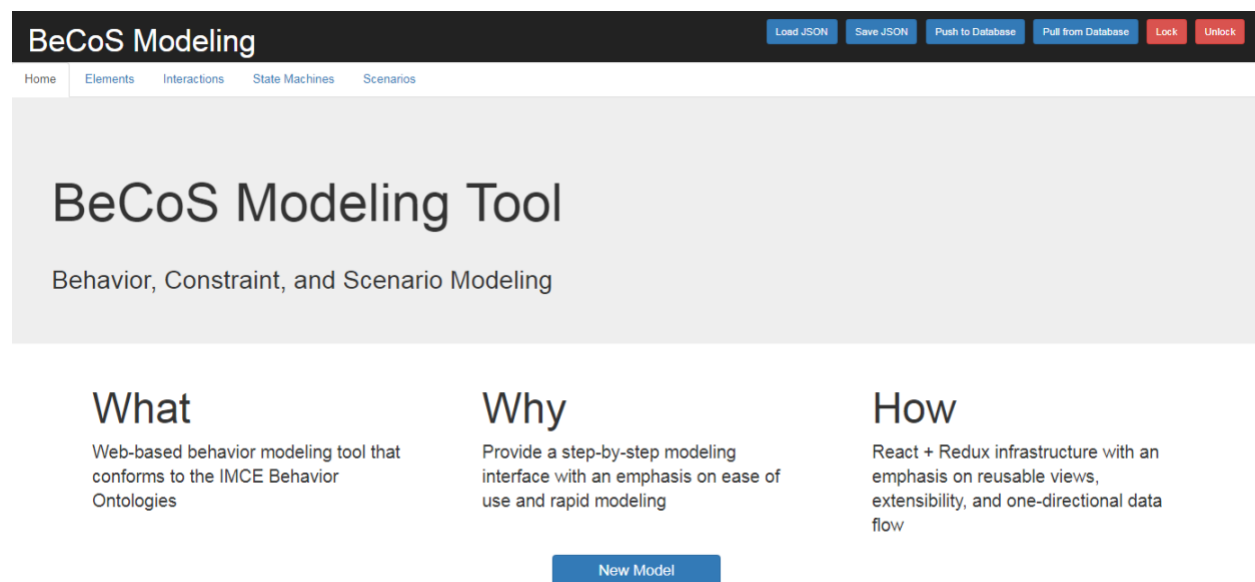 BeCoS Modeling
Load JSON
Save JSON
Push to Database
Pull from Database
Lock
Unlock
Home
Elements
Interactions
State Machines
Scenarios
BeCoS Modeling Tool
Behavior, Constraint, and Scenario Modeling
What
Web-based behavior modeling tool that
conforms to the IMCE Behavior
Ontologies
Why
Provide a step-by-step modeling
interface with an emphasis on ease of
use and rapid modeling
How
React + Redux infrastructure with an
emphasis on reusable views,
extensibility, and one-directional data
flow
New Model